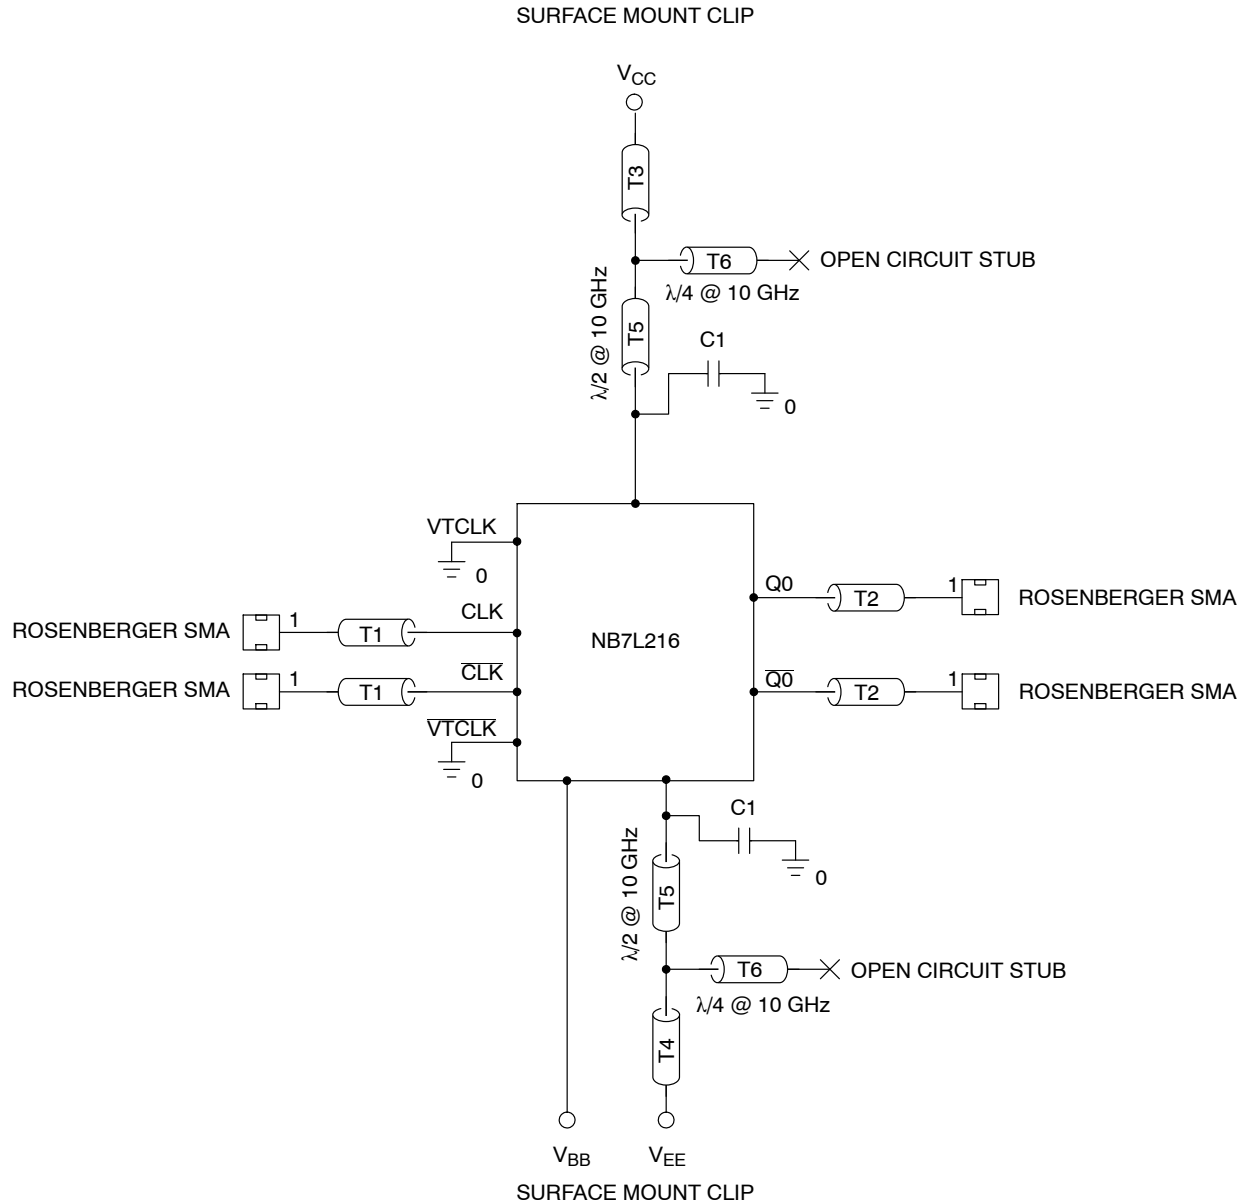 SURFACE MOUNT CLIP
VCC
T3
T6
OPEN CIRCUIT STUB
λ/4 @ 10 GHz
λ/2 @ 10 GHz
T5
C1
0
VTCLK
0
Q0
T2
1
ROSENBERGER SMA
CLK
ROSENBERGER SMA
1
T1
NB7L216
CLK
ROSENBERGER SMA
1
T1
Q0
T2
1
ROSENBERGER SMA
VTCLK
0
C1
0
λ/2 @ 10 GHz
T5
T6
OPEN CIRCUIT STUB
λ/4 @ 10 GHz
T4
VBB
VEE
SURFACE MOUNT CLIP